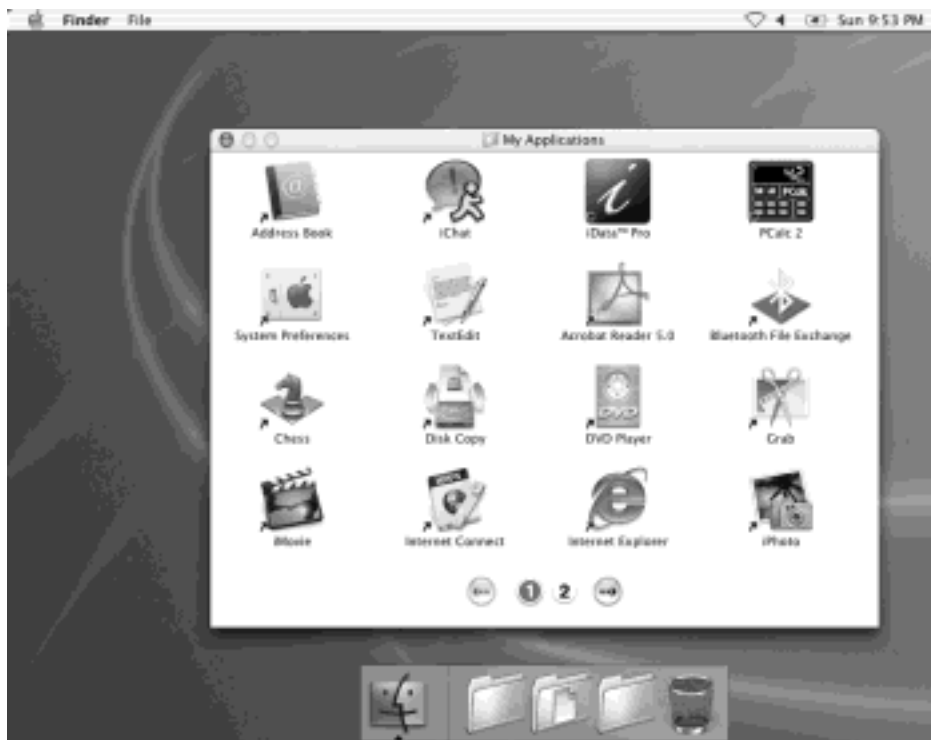 Finder File Sun 9:53 PM
My Applications
Address Book iChat iData™ Pro PCalc 2
System Preferences TextEdit Acrobat Reader 5.0 Bluetooth File Exchange
Chess Disk Copy DVD Player Grab
iMovie Internet Connect Internet Explorer iPhoto
1 2